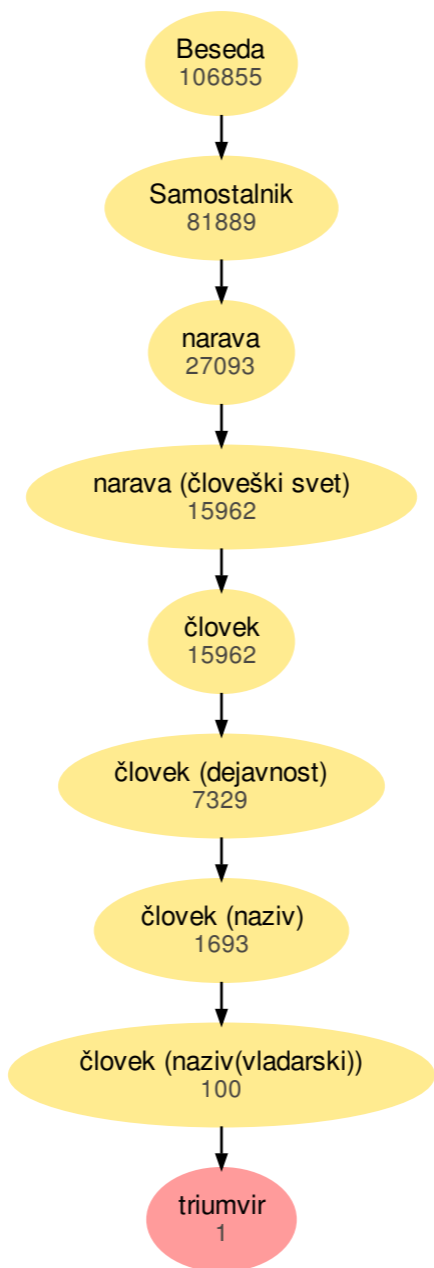 Beseda
106855
Samostalnik
81889
narava
27093
narava (človeški svet)
15962
človek
15962
človek (dejavnost)
7329
človek (naziv)
1693
človek (naziv(vladarski))
100
triumvir
1